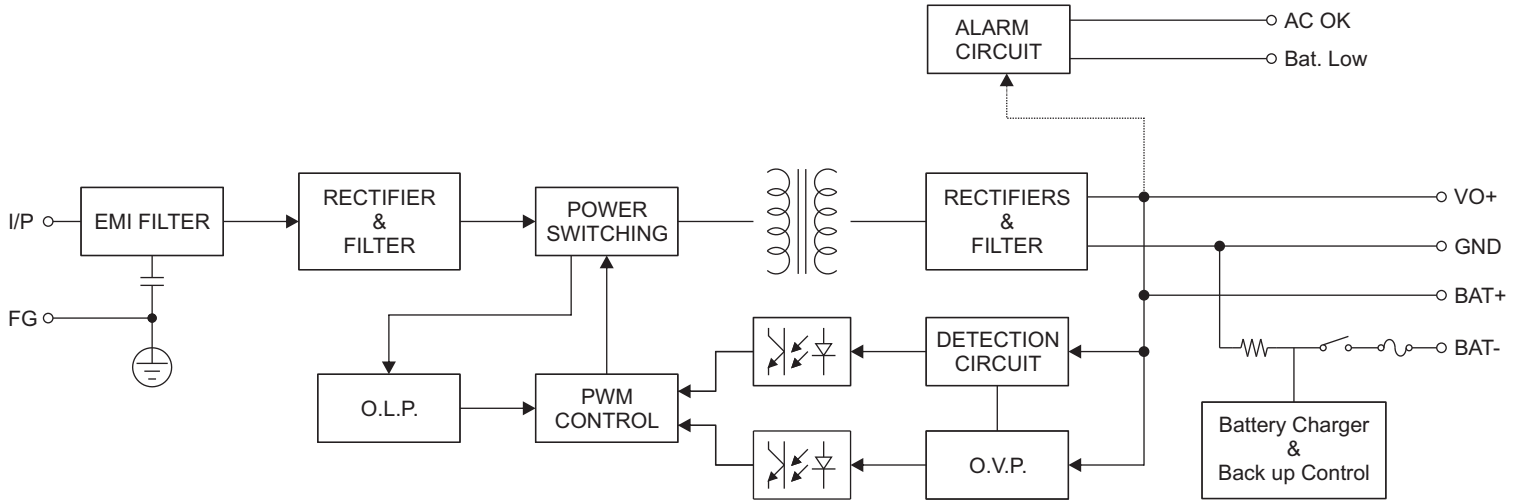 ALARM
CIRCUIT
AC OK
Bat. Low
I/P
EMI FILTER
RECTIFIER
&
FILTER
POWER
SWITCHING
RECTIFIERS
&
FILTER
VO+
GND
BAT+
BAT-
FG
O.L.P.
PWM
CONTROL
DETECTION
CIRCUIT
O.V.P.
Battery Charger
&
Back up Control